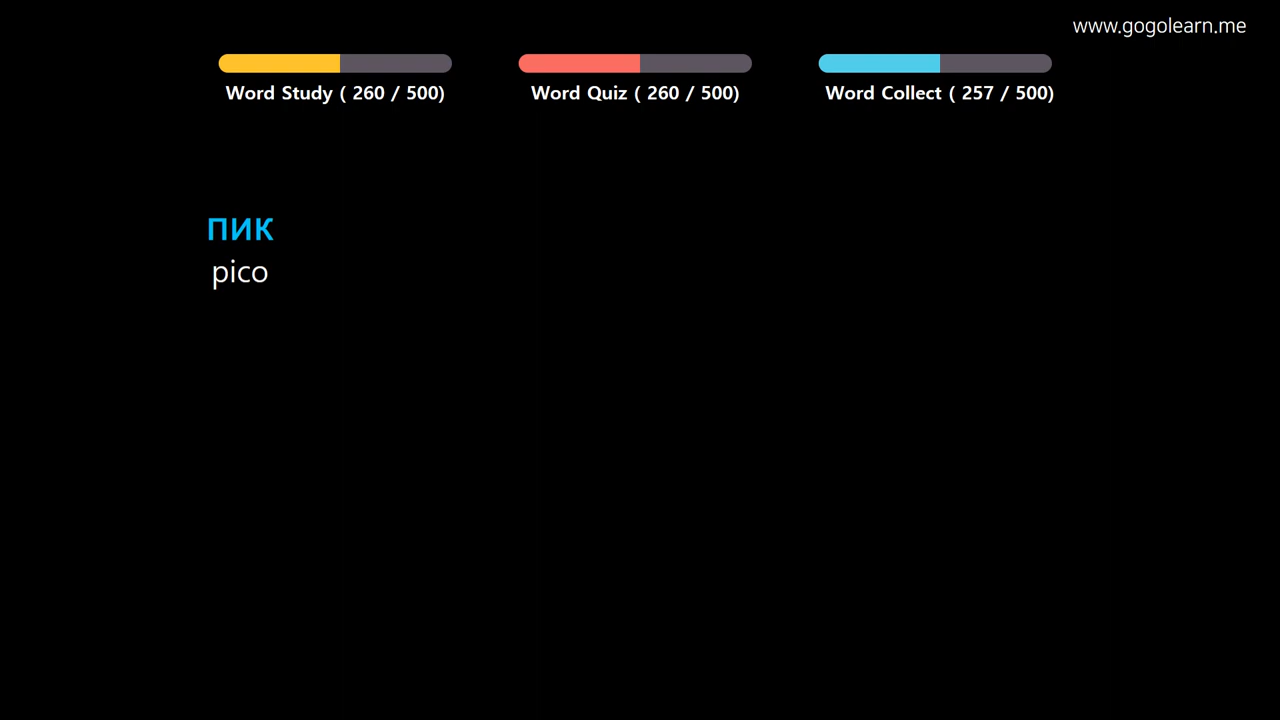 www.gogolearn.me
Word Study ( 260 / 500)
Word Quiz ( 260 / 500)
Word Collect ( 257 / 500)
пик
pico